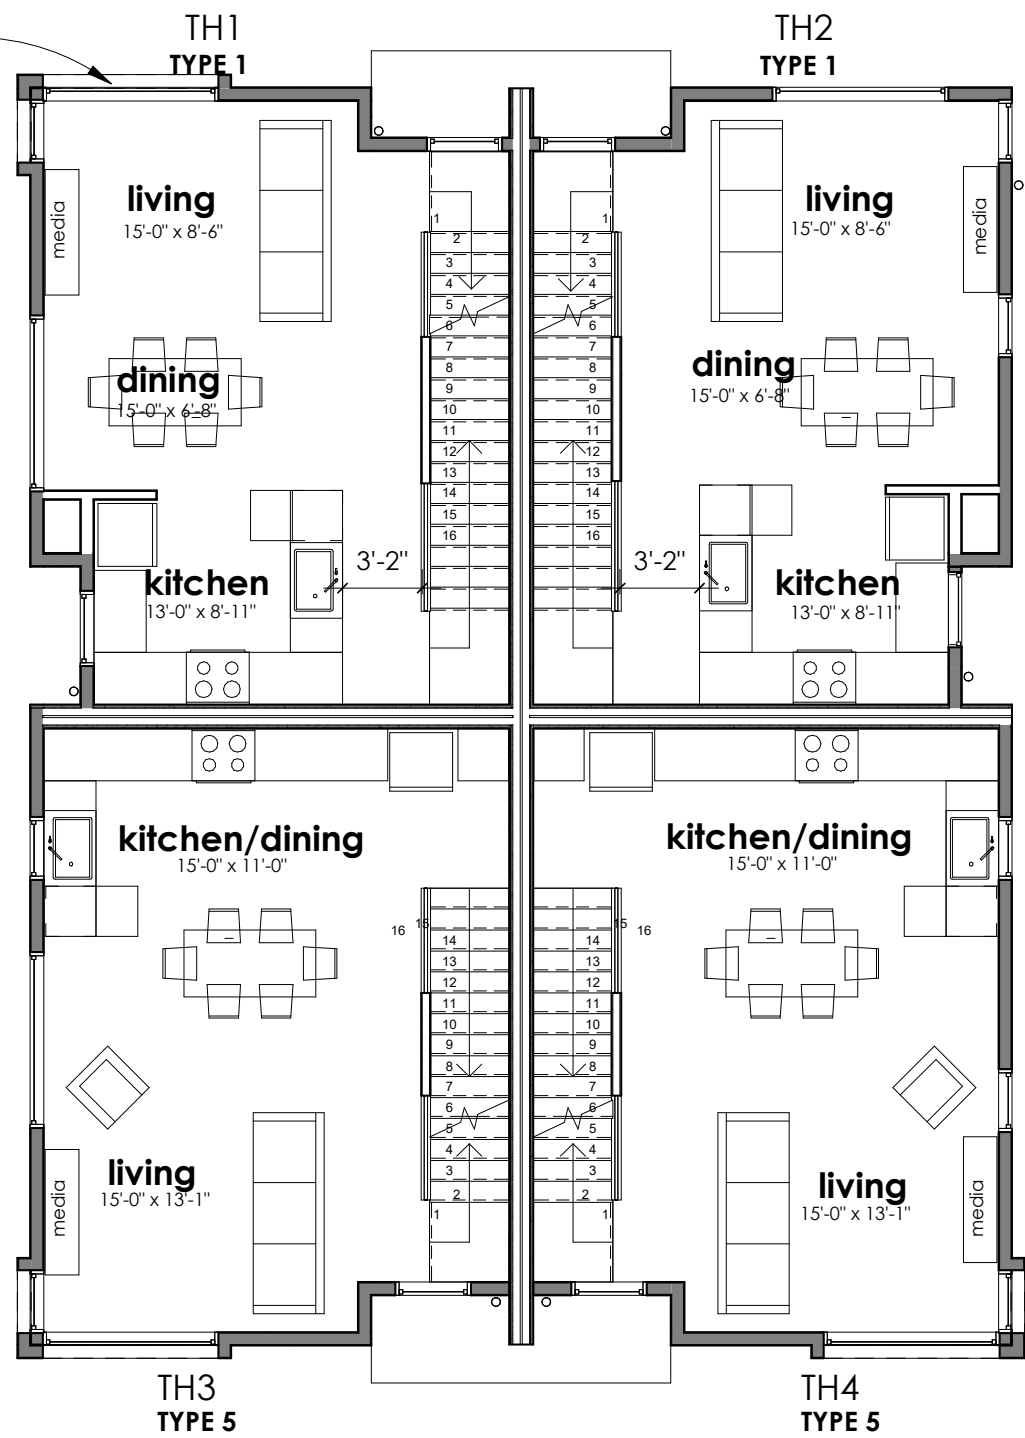 TH1
TYPE 1
TH2
TYPE 1
living
15'-0" x 8'-6"
media
living
15'-0" x 8'-6"
media
1
2
3
4
5
6
7
8
9
10
11
12
13
14
15
16
1
2
3
4
5
6
7
8
9
10
11
12
13
14
15
16
dining
15'-0" x 6'-8"
dining
15'-0" x 6'-8"
3'-2"
3'-2"
kitchen
13'-0" x 8'-11"
kitchen
13'-0" x 8'-11"
kitchen/dining
15'-0" x 11'-0"
kitchen/dining
15'-0" x 11'-0"
16
15
14
13
12
11
10
9
8
7
6
5
4
3
2
1
15
16
14
13
12
11
10
9
8
7
6
5
4
3
2
1
living
15'-0" x 13'-1"
media
living
15'-0" x 13'-1"
media
TH3
TYPE 5
TH4
TYPE 5